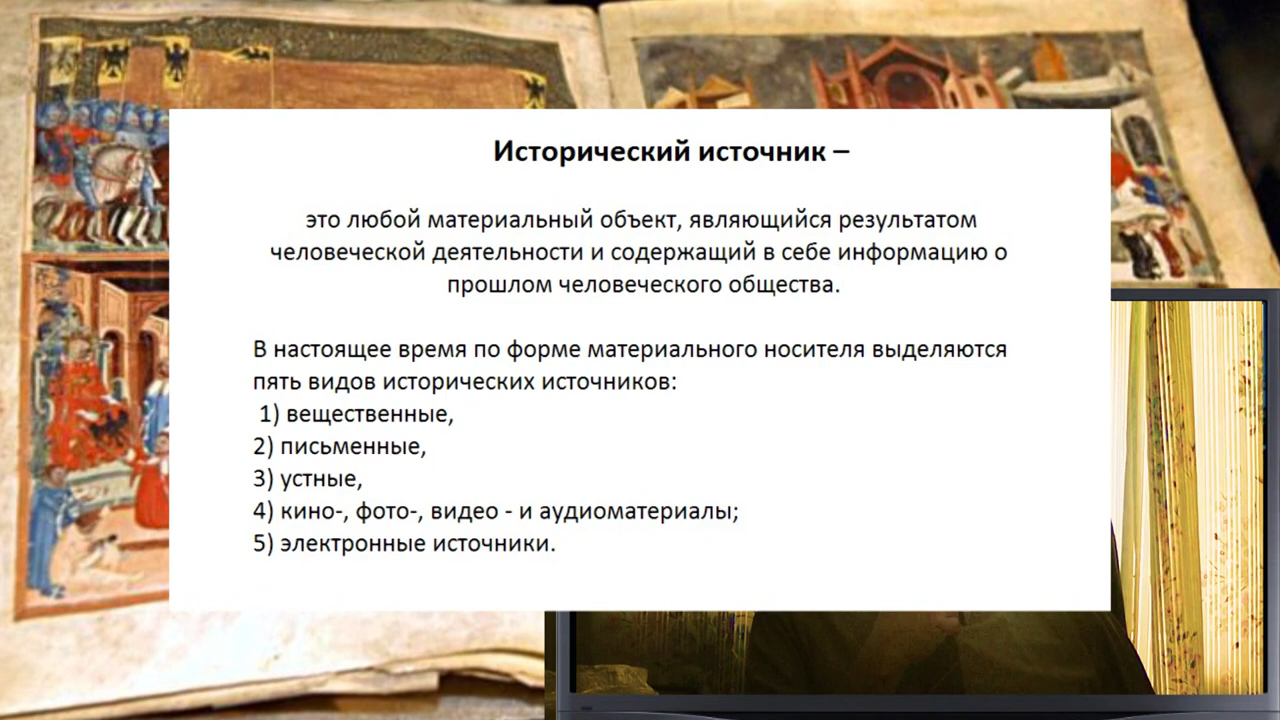 Исторический источник –
это любой материальный объект, являющийся результатом
человеческой деятельности и содержащий в себе информацию о
прошлом человеческого общества.
В настоящее время по форме материального носителя выделяются
пять видов исторических источников:
1) вещественные,
2) письменные,
3) устные,
4) кино-, фото-, видео - и аудиоматериалы;
5) электронные источники.